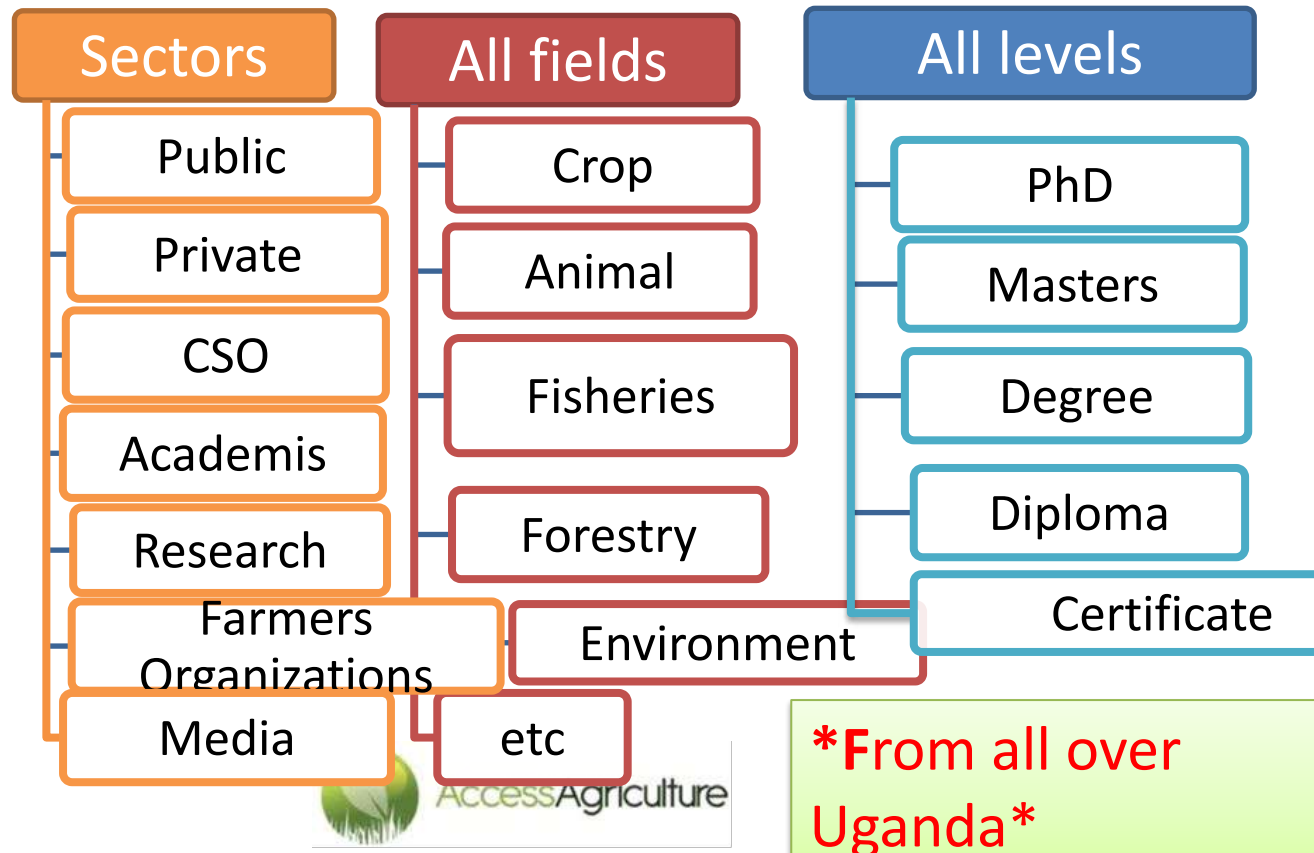 Sectors
Public
Private
CSO
Academis
Research
Farmers
Organizations
Media
All fields
Crop
Animal
Fisheries
Forestry
Environment
etc
All levels
PhD
Masters
Degree
Diploma
Certificate
AccessAgriculture
*From all over
Uganda*